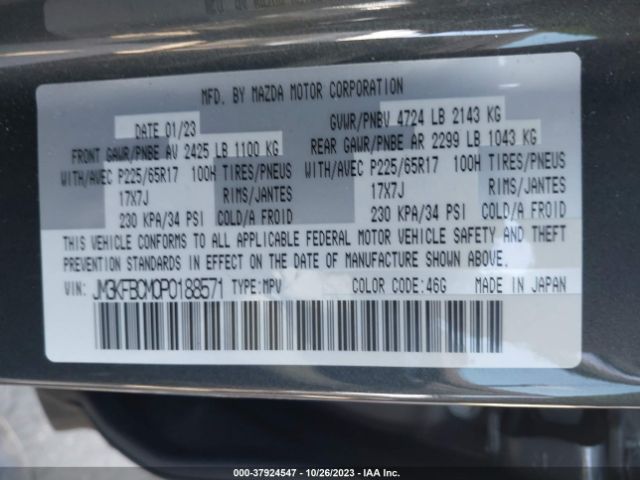 MFD. BY MAZDA MOTOR CORPORATION
DATE 01/23
GVWR/PNBV 4724 LB 2143 KG
FRONT GAWR/PNBE AV 2425 LB 1100 KG
REAR GAWR/PNBE AR 2299 LB 1043 KG
WITH/AVEC P225/65R17 100H TIRES/PNEUS
WITH/AVEC P225/65R17 100H TIRES/PNEUS
17X7J RIMS/JANTES
17X7J RIMS/JANTES
230 KPA/34 PSI COLD/A FROID
230 KPA/34 PSI COLD/A FROID
THIS VEHICLE CONFORMS TO ALL APPLICABLE FEDERAL MOTOR VEHICLE SAFETY AND THEFT
PREVENTION STANDARDS IN EFFECT ON THE DATE OF MANUFACTURE SHOWN ABOVE.
VIN: JM3KFBCM0P0188571 TYPE:MPV COLOR CODE:46G MADE IN JAPAN
00-37924547 - 10/26/2023 - IAA Inc.